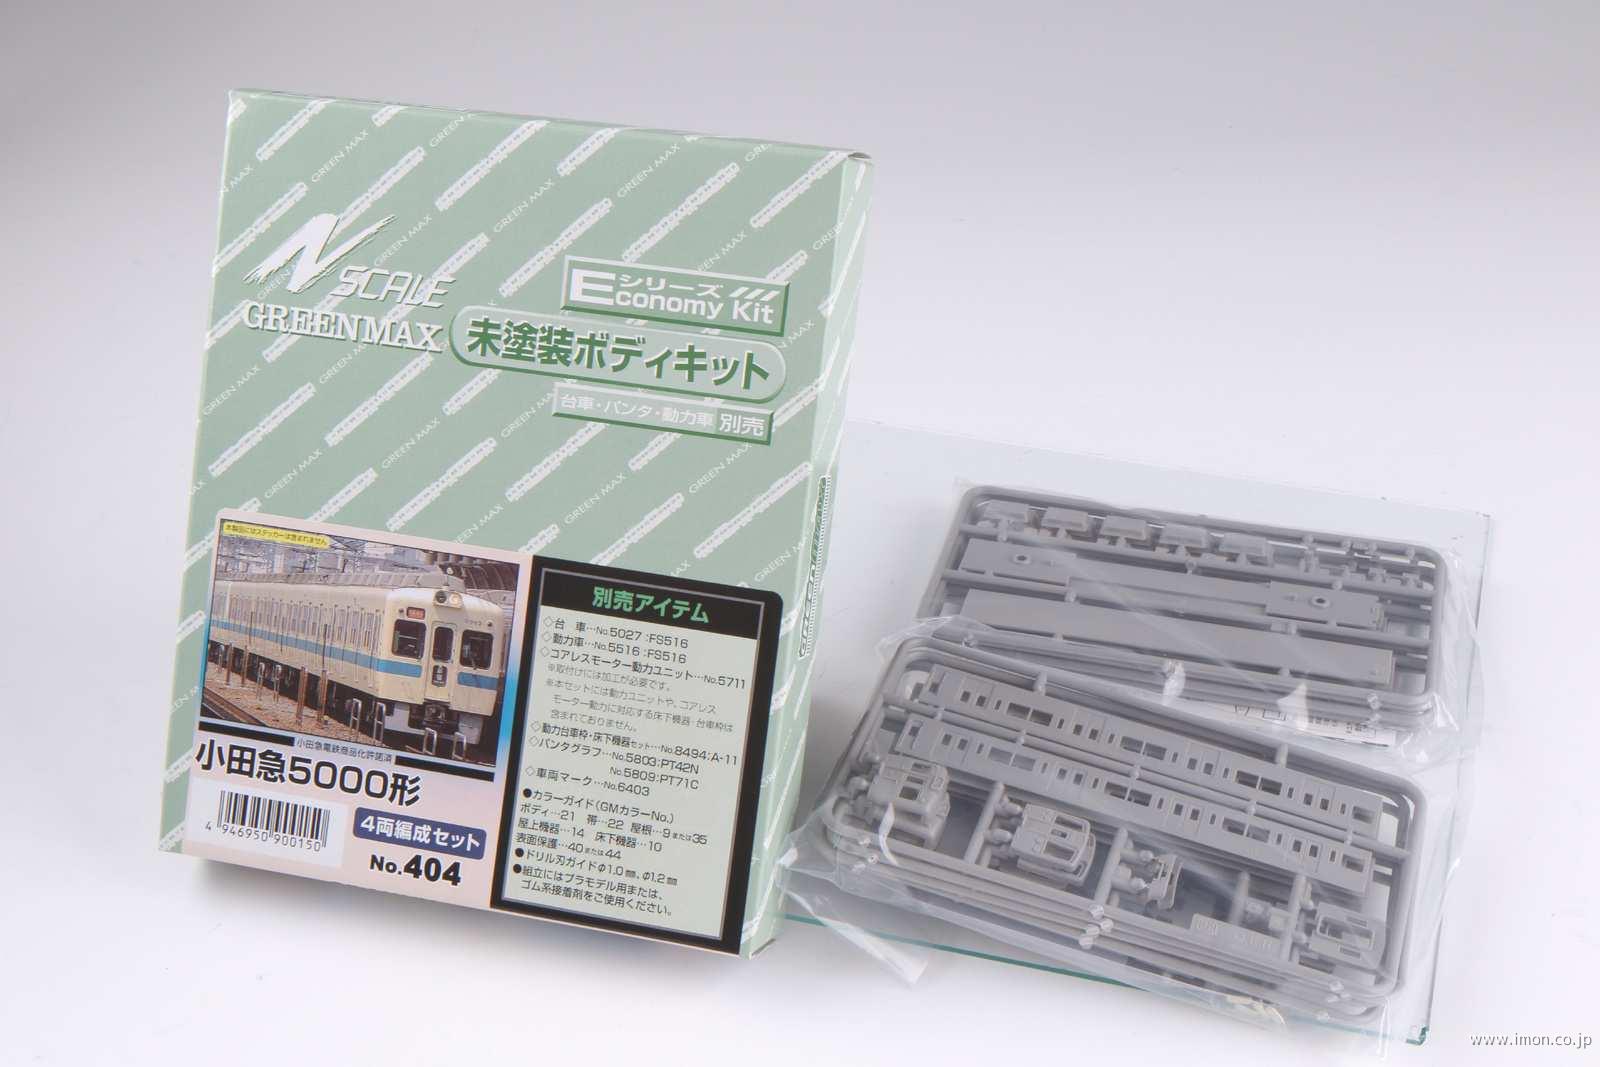 N SCALE
GREENMAX
Eシリーズ
Economy Kit
未塗装ボディキット
台車・パンタ・動力車 別売
本製品にはステッカーは含まれません
小田急電鉄商品化許諾済
小田急5000形
4両編成セット
No.404
4 946950 900150
別売アイテム
◇台 車…No.5027:FS516
◇動力車…No.5516:FS516
◇コアレスモーター動力ユニット…No.5711
※取付けには加工が必要です。
※本セットには動力ユニットや、コアレス
モーター動力に対応する床下機器・台車枠は
含まれておりません。
◇動力台車枠・床下機器セット…No.8494:A-11
◇パンタグラフ…No.5803:PT42N
No.5809:PT71C
◇車両マーク…No.6403
●カラーガイド(GMカラーNo.)
ボディ…21 帯…22 屋根…9または35
屋上機器…14 床下機器…10
表面保護…40または44
●ドリル刃ガイドφ1.0㎜、φ1.2㎜
●組立にはプラモデル用または、
ゴム系接着剤をご使用ください。
www.imon.co.jp